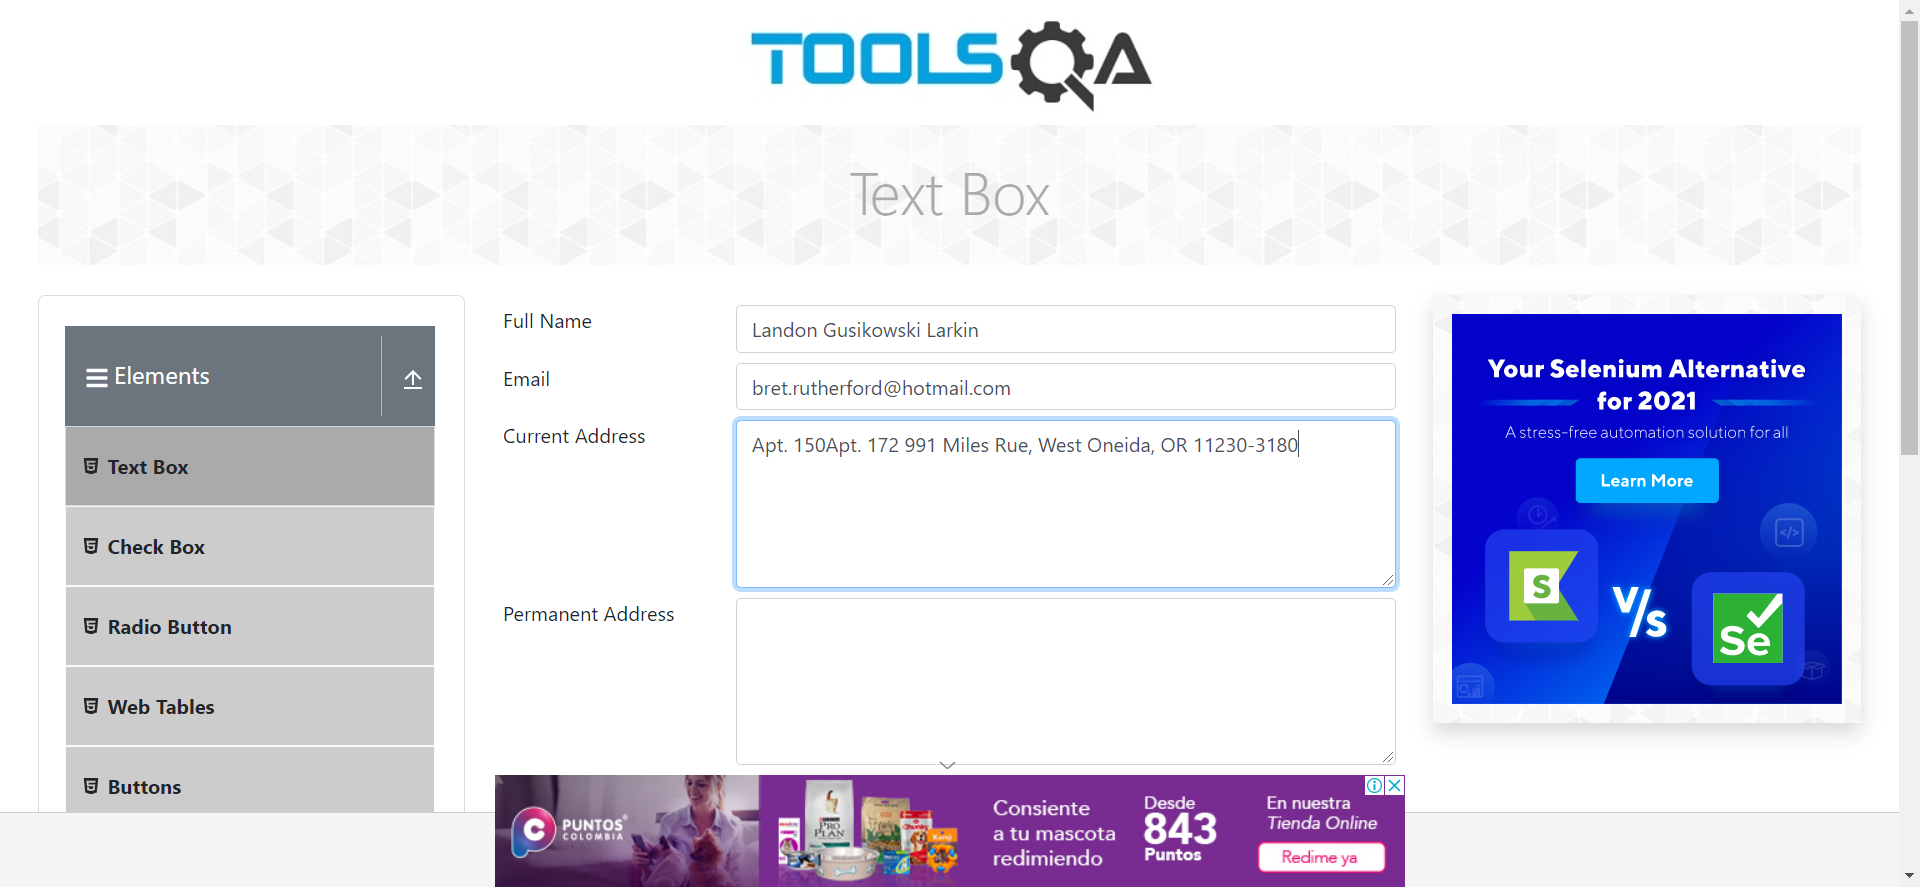 TOOLSQA
Text Box
Elements
Text Box
Check Box
Radio Button
Web Tables
Buttons
Full Name
Landon Gusikowski Larkin
Email
bret.rutherford@hotmail.com
Current Address
Apt. 150Apt. 172 991 Miles Rue, West Oneida, OR 11230-3180
Permanent Address
Your Selenium Alternative
for 2021
A stress-free automation solution for all
Learn More
S
V/s
Se
PUNTOS
COLOMBIA
PRO
PLAN
Consiente
a tu mascota
redimiendo
Desde
843
Puntos
En nuestra
Tienda Online
Redime ya